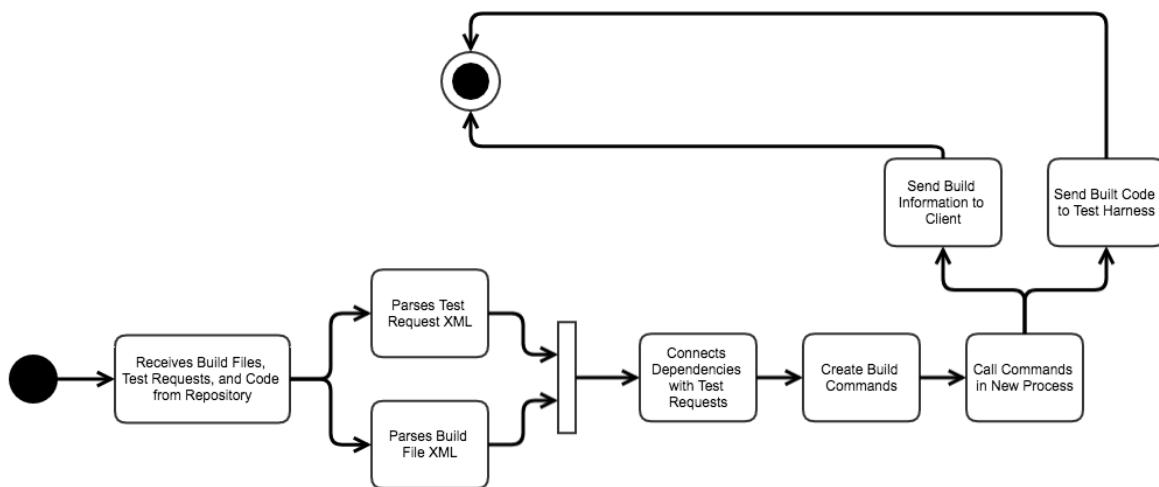 Send Build
Information to
Client
Send Built Code
to Test Harness
Parses Test
Request XML
Receives Build Files,
Test Requests, and Code
from Repository
Connects
Dependencies
with Test
Requests
Create Build
Commands
Call Commands
in New Process
Parses Build
File XML